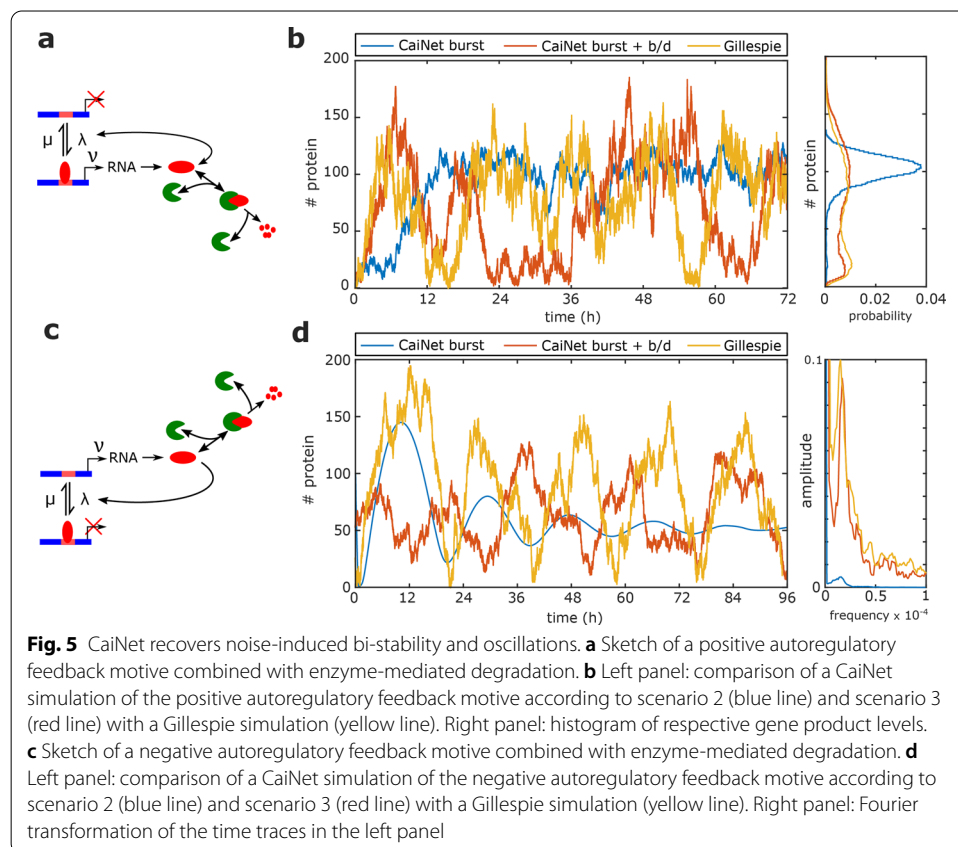 a
μ
λ
ν
RNA
b
CaiNet burst
CaiNet burst + b/d
Gillespie
200
150
100
50
0
# protein
0
12
24
36
48
60
72
time (h)
# protein
0
0.02
0.04
probability
c
ν
RNA
μ
λ
d
CaiNet burst
CaiNet burst + b/d
Gillespie
200
150
100
50
0
# protein
0
12
24
36
48
60
72
84
96
time (h)
0.1
amplitude
0
0
0.5
1
frequency x 10⁻⁴
Fig. 5 CaiNet recovers noise-induced bi-stability and oscillations. a Sketch of a positive autoregulatory
feedback motive combined with enzyme-mediated degradation. b Left panel: comparison of a CaiNet
simulation of the positive autoregulatory feedback motive according to scenario 2 (blue line) and scenario 3
(red line) with a Gillespie simulation (yellow line). Right panel: histogram of respective gene product levels.
c Sketch of a negative autoregulatory feedback motive combined with enzyme-mediated degradation. d
Left panel: comparison of a CaiNet simulation of the negative autoregulatory feedback motive according to
scenario 2 (blue line) and scenario 3 (red line) with a Gillespie simulation (yellow line). Right panel: Fourier
transformation of the time traces in the left panel